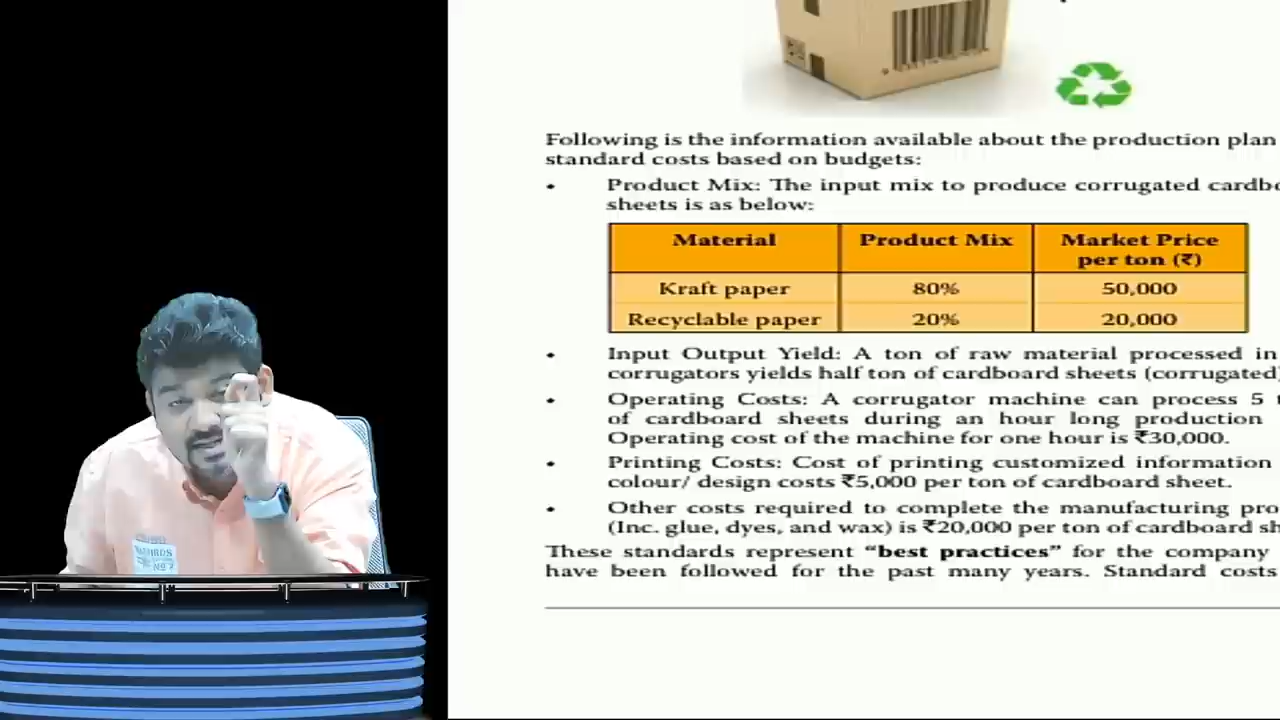 Following is the information available about the production plan
standard costs based on budgets:
• Product Mix: The input mix to produce corrugated
sheets is as below:
Material Product Mix Market Price per ton (₹)
Kraft paper 80% 50,000
Recyclable paper 20% 20,000
• Input Output Yield: A ton of raw material processed in
corrugators yields half ton of cardboard sheets (corrugated)
• Operating Costs: A corrugator machine can process 5
of cardboard sheets during an hour long production
Operating cost of the machine for one hour is ₹30,000.
• Printing Costs: Cost of printing customized information
colour/ design costs ₹5,000 per ton of cardboard sheet.
• Other costs required to complete the manufacturing
(Inc. glue, dyes, and wax) is ₹20,000 per ton of cardboard
These standards represent “best practices” for the company
have been followed for the past many years. Standard costs